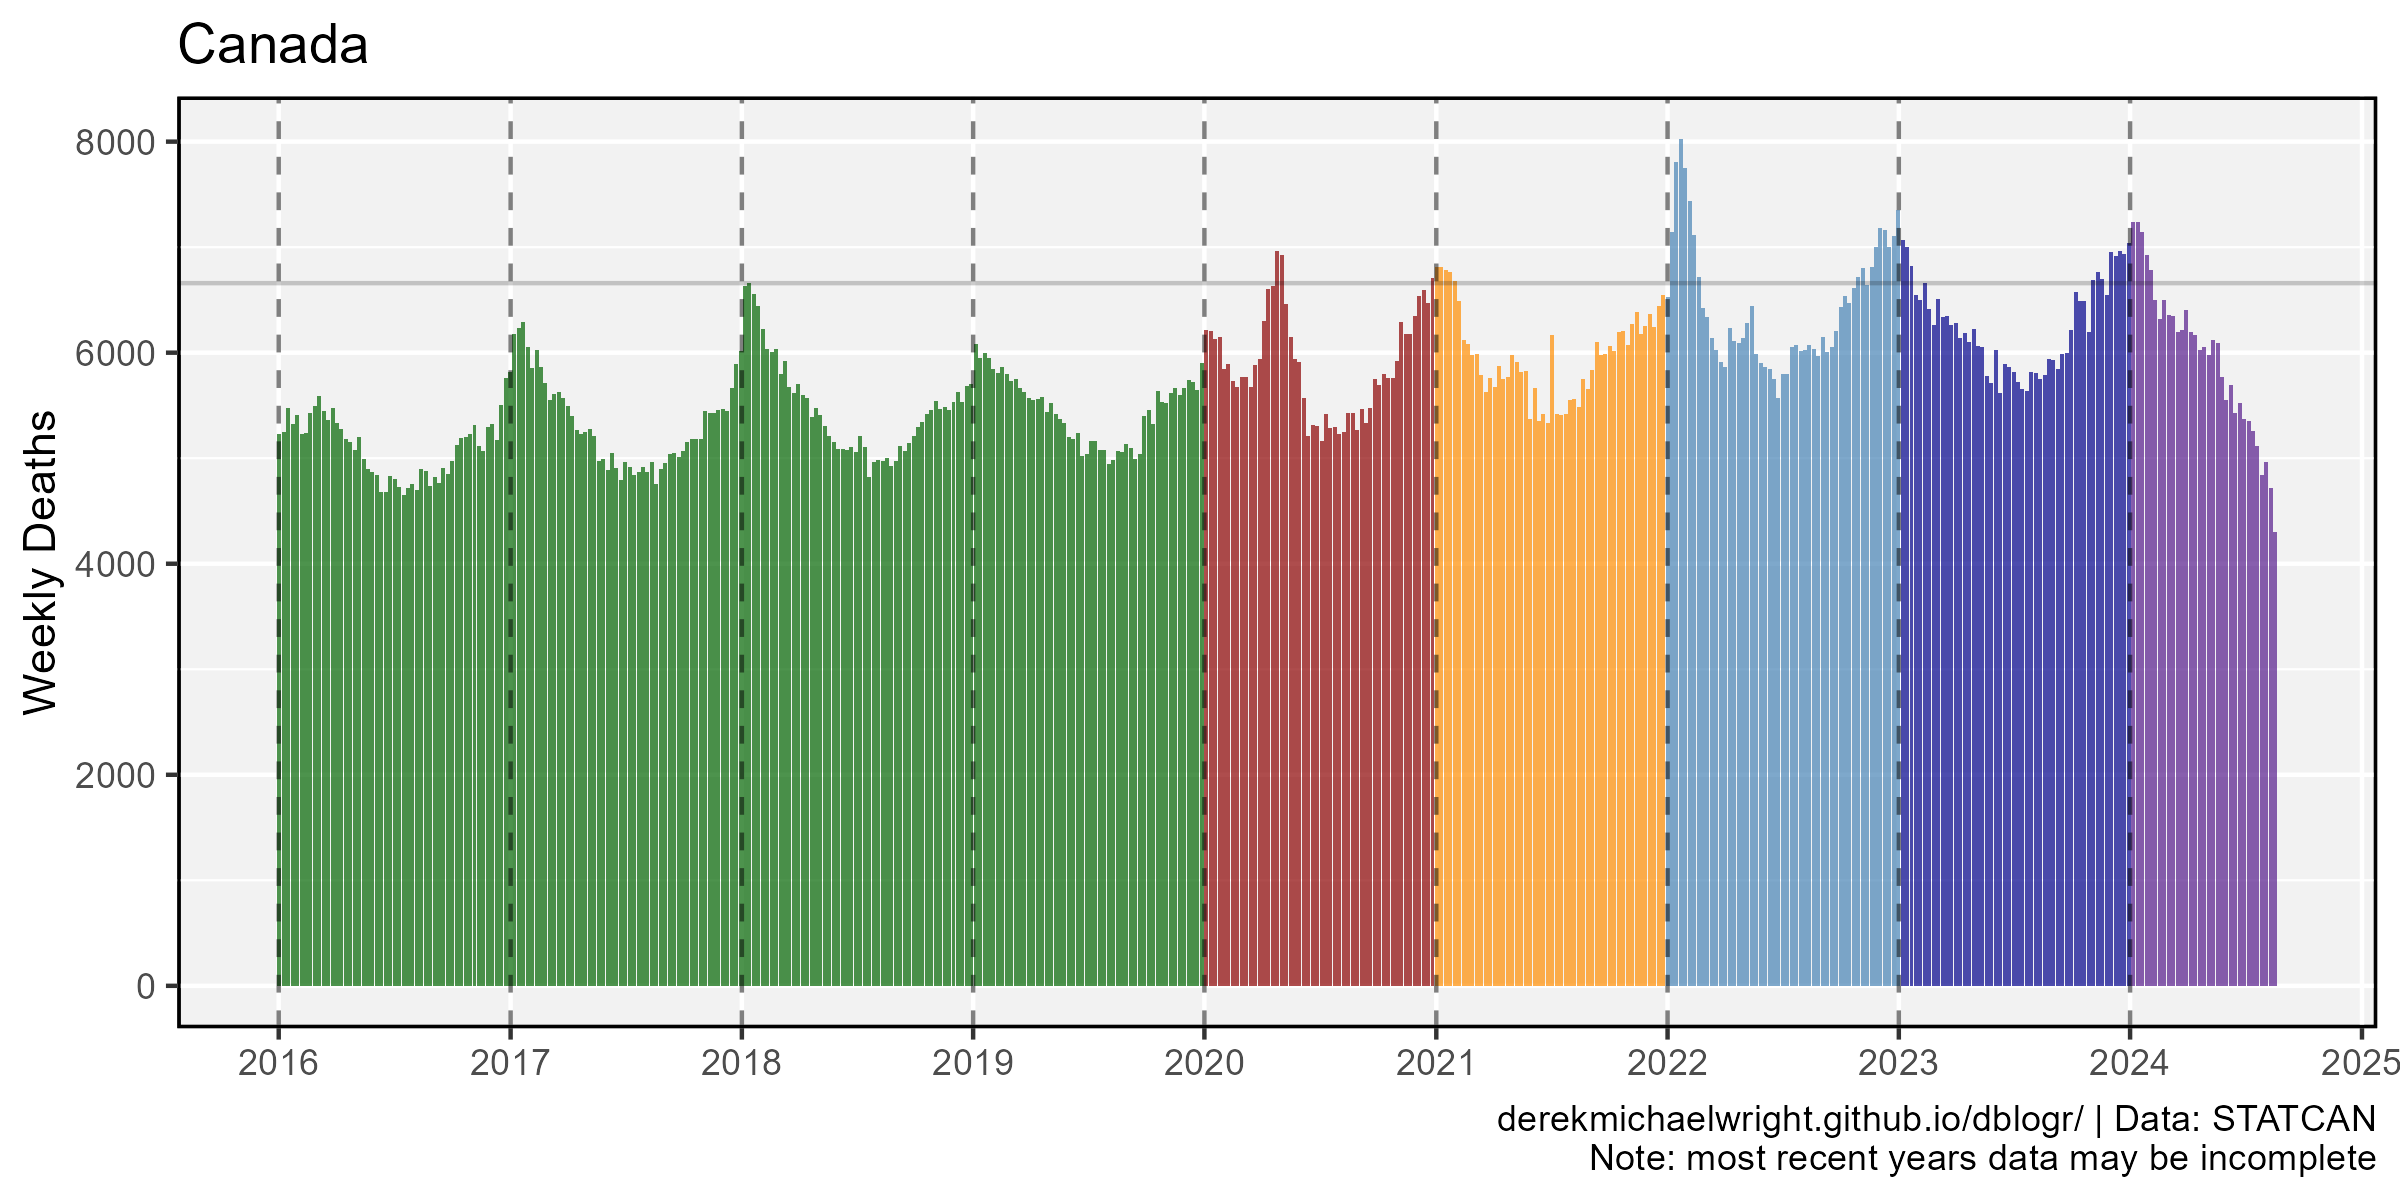 Canada
Weekly Deaths
8000
6000
4000
2000
0
2016 2017 2018 2019 2020 2021 2022 2023 2024 2025
derekmichaelwright.github.io/dblogr/ | Data: STATCAN
Note: most recent years data may be incomplete